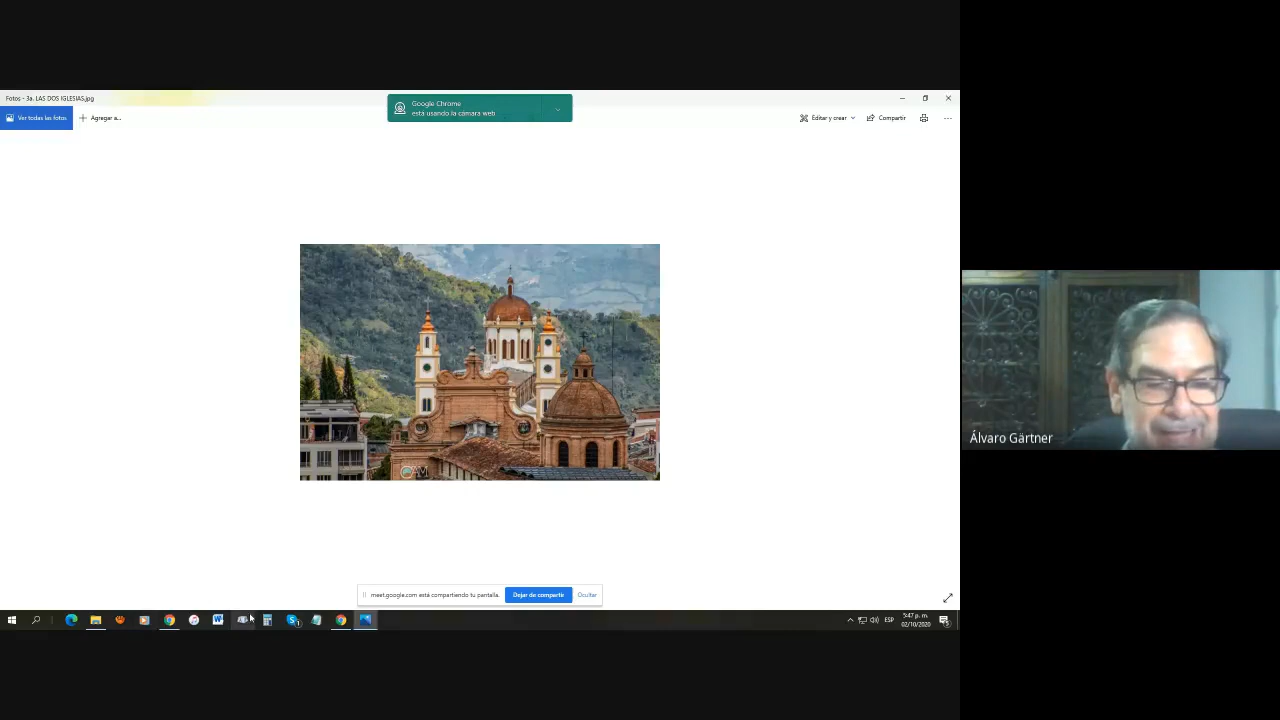 Fotos - 3a. LAS DOS IGLESIAS.jpg
Google Chrome
está usando la cámara web
Ver todas las fotos
Agregar a...
Editar y crear
Compartir
Álvaro Gärtner
meet.google.com está compartiendo tu pantalla.
Dejar de compartir
Ocultar
ESP
5:47 p. m.
02/10/2020